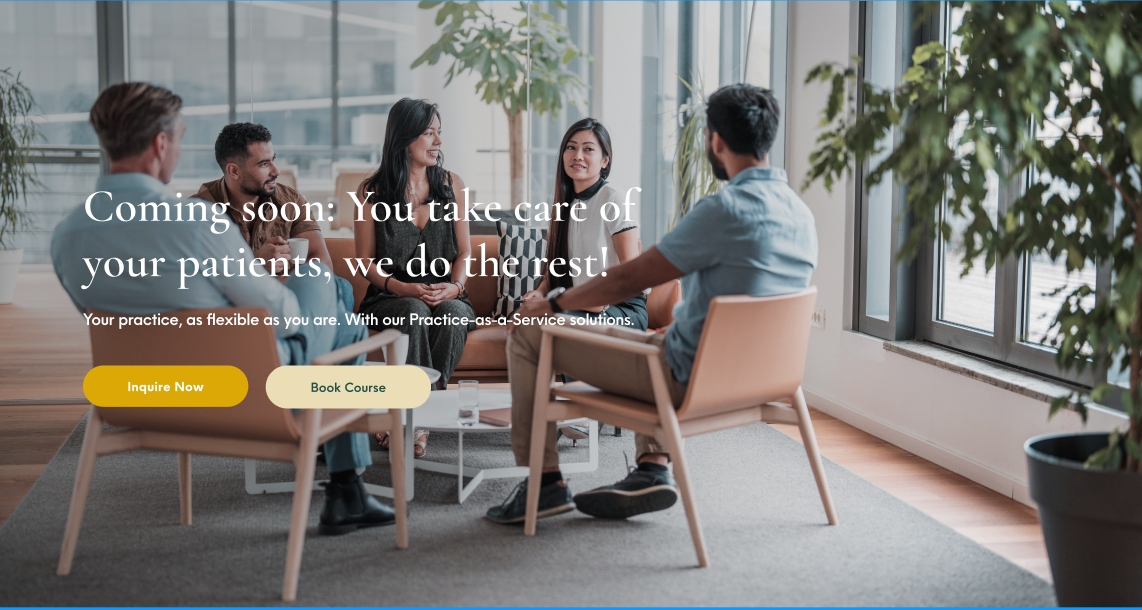 Coming soon: You take care of
your patients, we do the rest!
Your practice, as flexible as you are. With our Practice-as-a-Service solutions.
Inquire Now
Book Course